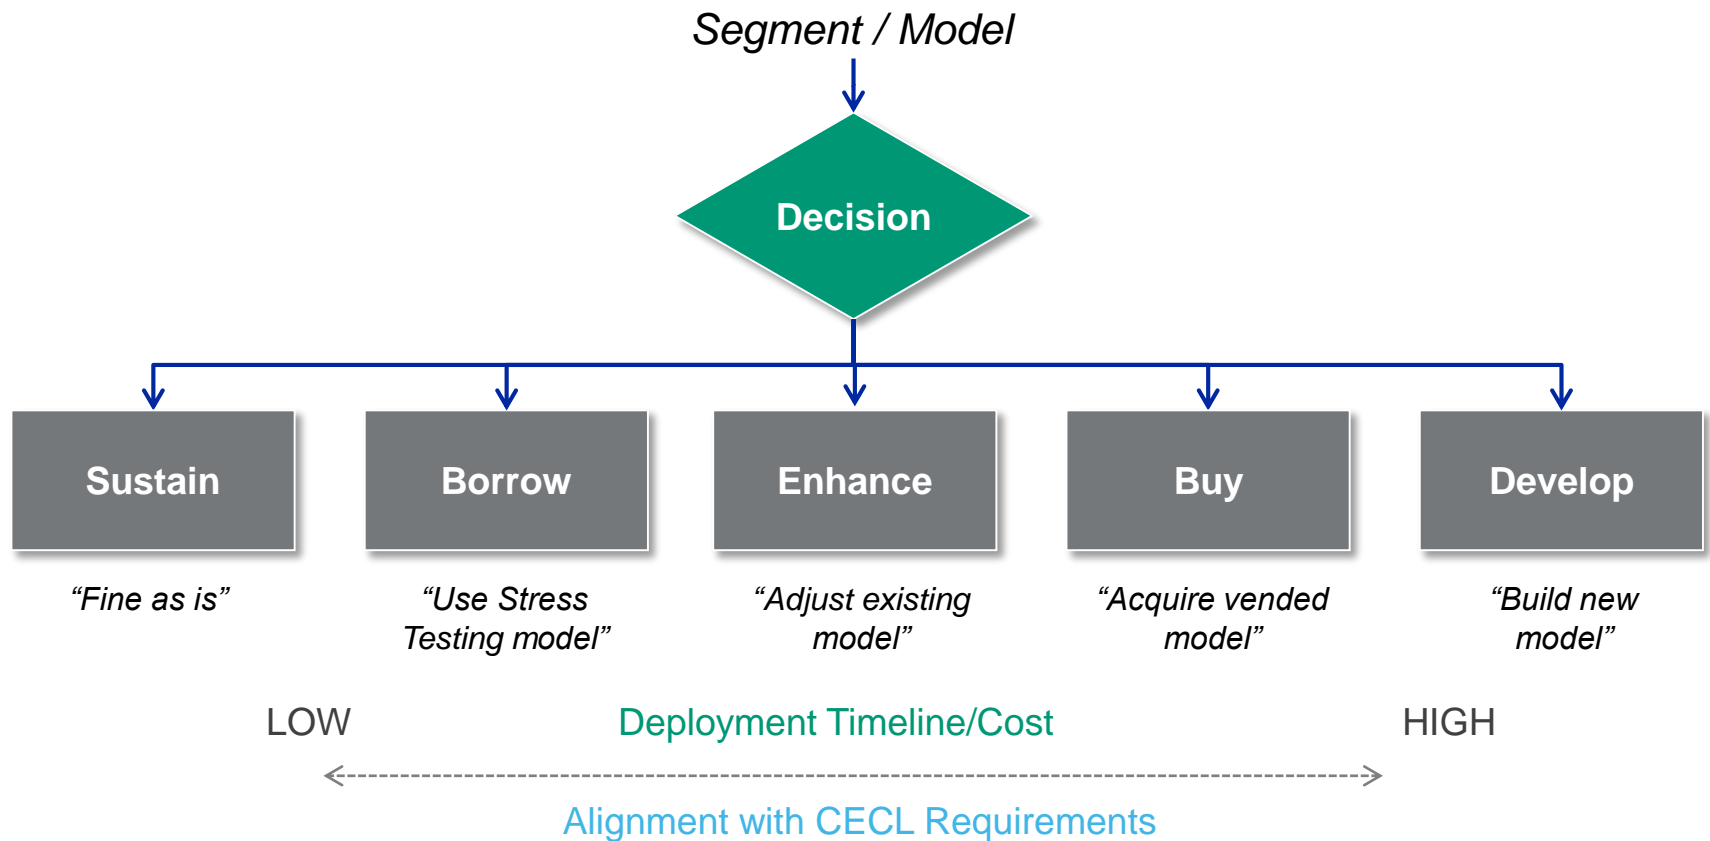 Segment / Model
Decision
Sustain
Borrow
Enhance
Buy
Develop
“Fine as is”
“Use Stress
Testing model”
“Adjust existing
model”
“Acquire vended
model”
“Build new
model”
LOW
Deployment Timeline/Cost
HIGH
Alignment with CECL Requirements